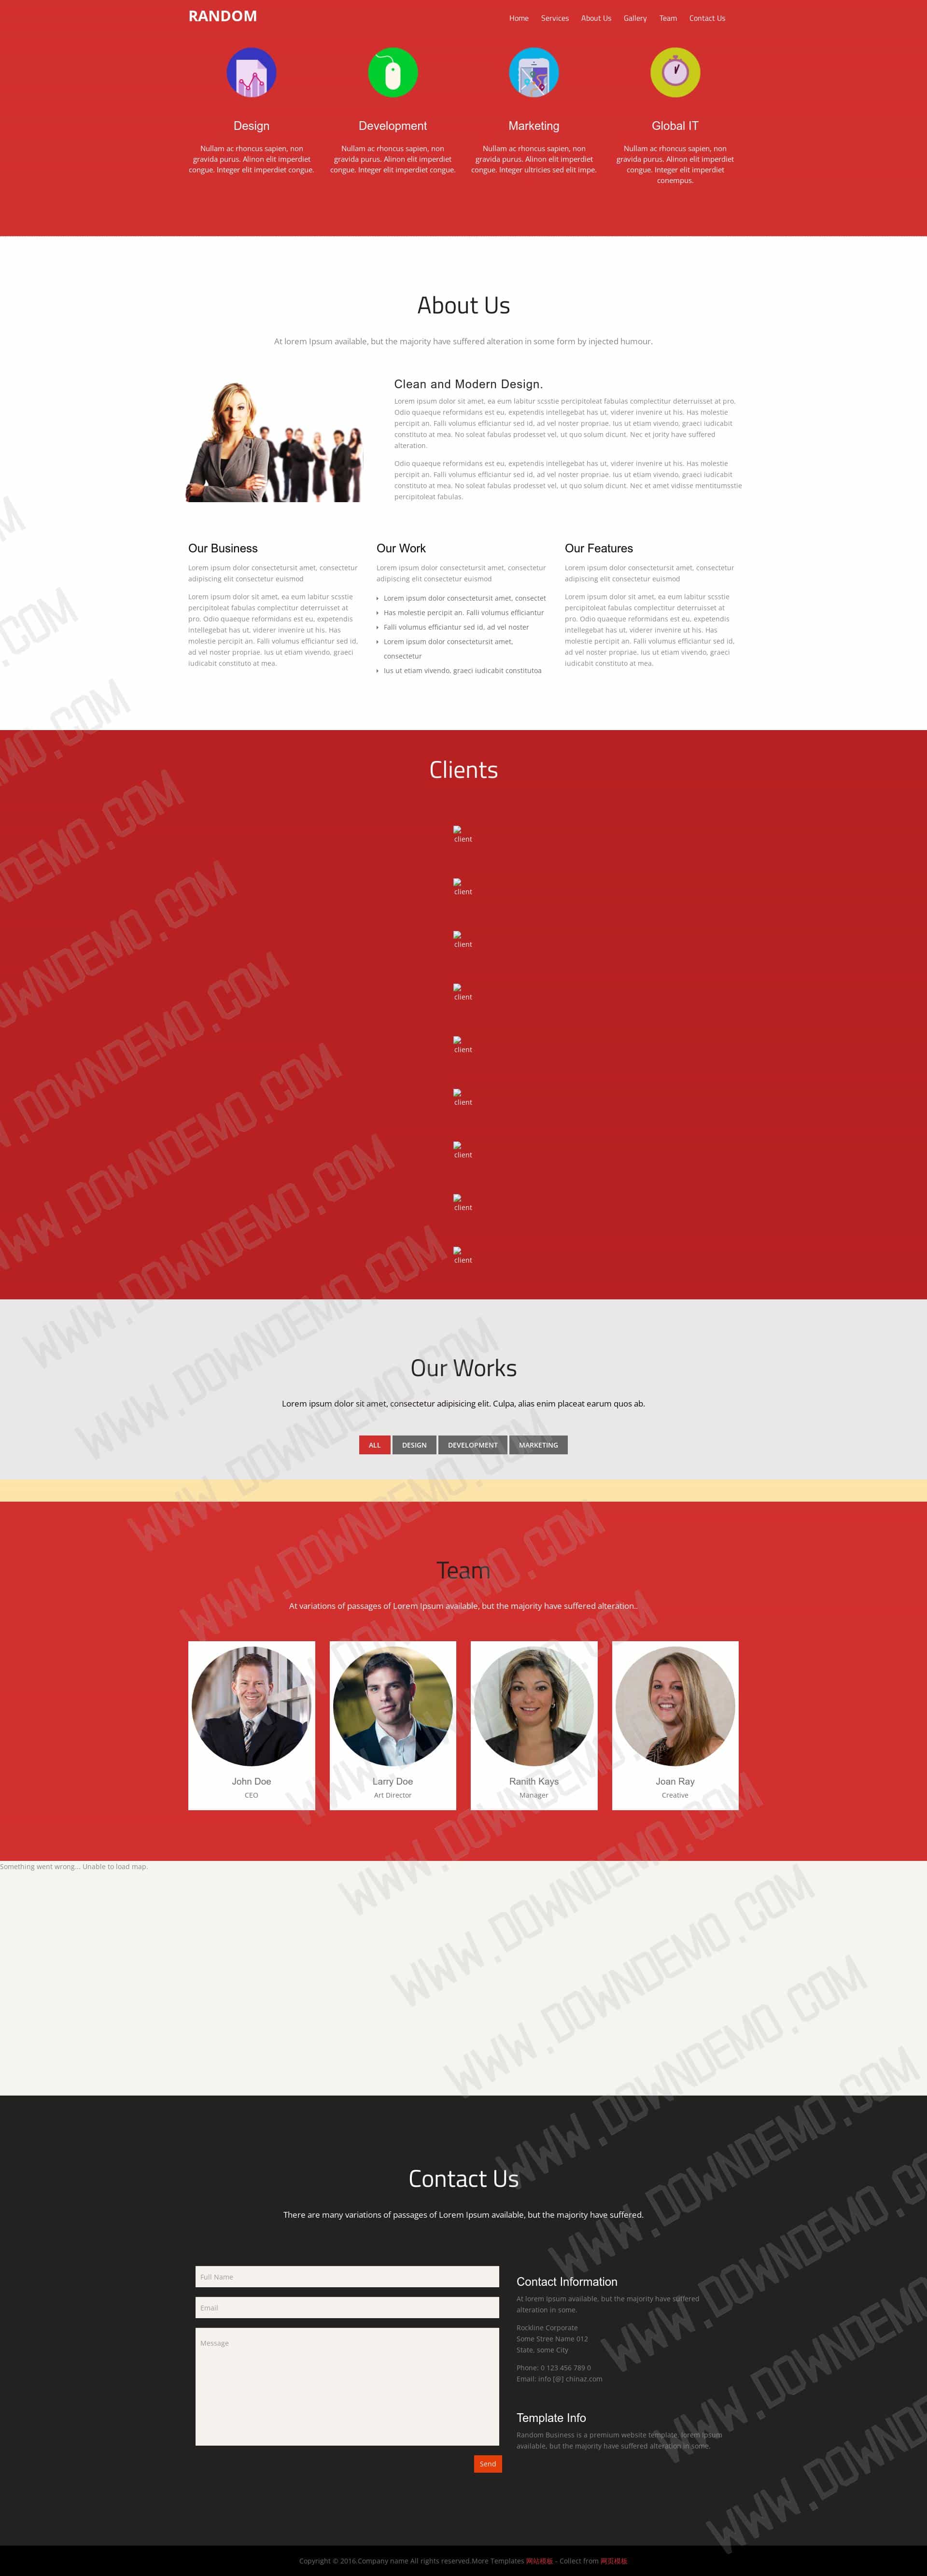 RANDOM
Home Services About Us Gallery Team Contact Us
Design
Nullam ac rhoncus sapien, non
gravida purus. Alinon elit imperdiet
congue. Integer elit imperdiet congue.
Development
Nullam ac rhoncus sapien, non
gravida purus. Alinon elit imperdiet
congue. Integer elit imperdiet congue.
Marketing
Nullam ac rhoncus sapien, non
gravida purus. Alinon elit imperdiet
congue. Integer ultricies sed elit impe.
Global IT
Nullam ac rhoncus sapien, non
gravida purus. Alinon elit imperdiet
congue. Integer elit imperdiet
conempus.
About Us
At lorem Ipsum available, but the majority have suffered alteration in some form by injected humour.
Clean and Modern Design.
Lorem ipsum dolor sit amet, ea eum labitur scsstie percipitoleat fabulas complectitur deterruisset at pro.
Odio quaeque reformidans est eu, expetendis intellegebat has ut, viderer invenire ut his. Has molestie
percipit an. Falli volumus efficiantur sed id, ad vel noster propriae. Ius ut etiam vivendo, graeci iudicabit
constituto at mea. No soleat fabulas prodesset vel, ut quo solum dicunt. Nec et jority have suffered
alteration.
Odio quaeque reformidans est eu, expetendis intellegebat has ut, viderer invenire ut his. Has molestie
percipit an. Falli volumus efficiantur sed id, ad vel noster propriae. Ius ut etiam vivendo, graeci iudicabit
constituto at mea. No soleat fabulas prodesset vel, ut quo solum dicunt. Nec et amet vidisse mentitumsstie
percipitoleat fabulas.
Our Business
Lorem ipsum dolor consectetursit amet, consectetur
adipiscing elit consectetur euismod
Lorem ipsum dolor sit amet, ea eum labitur scsstie
percipitoleat fabulas complectitur deterruisset at
pro. Odio quaeque reformidans est eu, expetendis
intellegebat has ut, viderer invenire ut his. Has
molestie percipit an. Falli volumus efficiantur sed id,
ad vel noster propriae. Ius ut etiam vivendo, graeci
iudicabit constituto at mea.
Our Work
Lorem ipsum dolor consectetursit amet, consectetur
adipiscing elit consectetur euismod
Lorem ipsum dolor consectetursit amet, consectet
Has molestie percipit an. Falli volumus efficiantur
Falli volumus efficiantur sed id, ad vel noster
Lorem ipsum dolor consectetursit amet,
consectetur
Ius ut etiam vivendo, graeci iudicabit constitutoa
Our Features
Lorem ipsum dolor consectetursit amet, consectetur
adipiscing elit consectetur euismod
Lorem ipsum dolor sit amet, ea eum labitur scsstie
percipitoleat fabulas complectitur deterruisset at
pro. Odio quaeque reformidans est eu, expetendis
intellegebat has ut, viderer invenire ut his. Has
molestie percipit an. Falli volumus efficiantur sed id,
ad vel noster propriae. Ius ut etiam vivendo, graeci
iudicabit constituto at mea.
Clients
client
client
client
client
client
client
client
client
client
Our Works
Lorem ipsum dolor sit amet, consectetur adipisicing elit. Culpa, alias enim placeat earum quos ab.
ALL DESIGN DEVELOPMENT MARKETING
Team
At variations of passages of Lorem Ipsum available, but the majority have suffered alteration..
John Doe
CEO
Larry Doe
Art Director
Ranith Kays
Manager
Joan Ray
Creative
Something went wrong... Unable to load map.
Contact Us
There are many variations of passages of Lorem Ipsum available, but the majority have suffered.
Full Name
Email
Message
Send
Contact Information
At lorem Ipsum available, but the majority have suffered
alteration in some.
Rockline Corporate
Some Stree Name 012
State, some City
Phone: 0 123 456 789 0
Email: info [@] chinaz.com
Template Info
Random Business is a premium website template, lorem Ipsum
available, but the majority have suffered alteration in some.
Copyright © 2016.Company name All rights reserved.More Templates 网站模板 - Collect from 网页模板
WWW.DOWNDEMO.COM